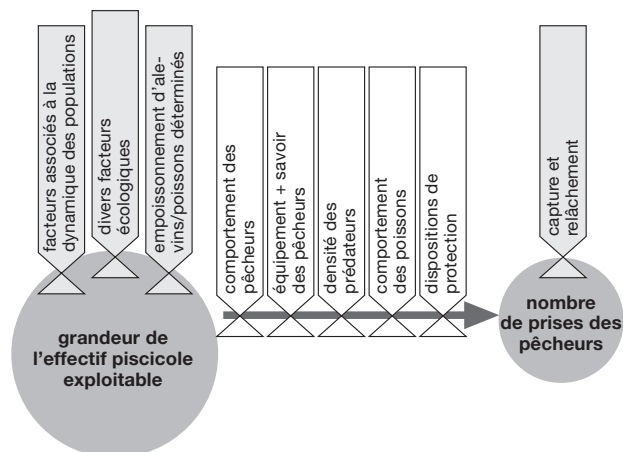 facteurs associés à la
dynamique des populations
divers facteurs
écologiques
empoissonnement d'ale-
vins/poissons déterminés
comportement des
pêcheurs
équipement + savoir
des pêcheurs
densité des
prédateurs
comportement
des poissons
dispositions de
protection
capture et
relâchement
grandeur de
l'effectif piscicole
exploitable
nombre
de prises des
pêcheurs